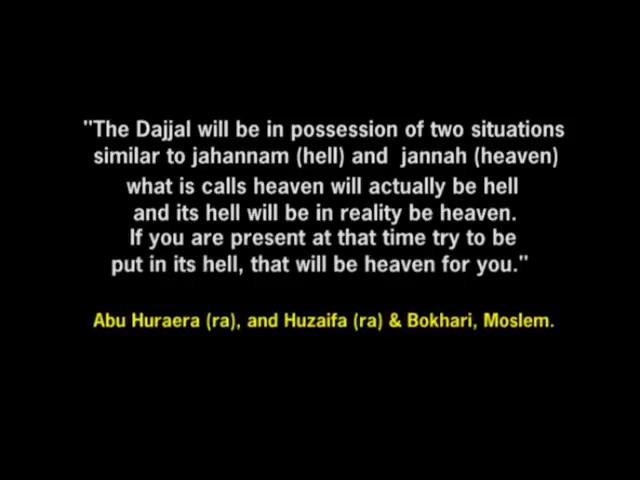 "The Dajjal will be in possession of two situations
similar to jahannam (hell) and jannah (heaven)
what is calls heaven will actually be hell
and its hell will be in reality be heaven.
If you are present at that time try to be
put in its hell, that will be heaven for you."
Abu Huraera (ra), and Huzaifa (ra) & Bokhari, Moslem.